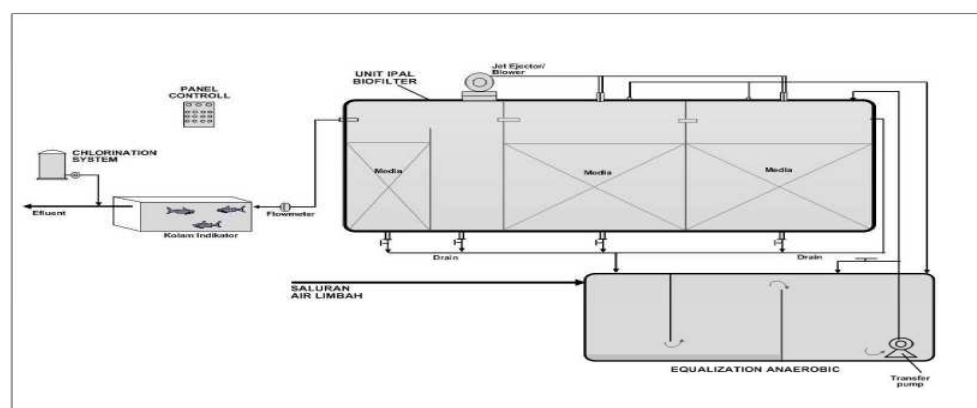 Jet Ejector/
Blower
UNIT IPAL
BIOFILTER
PANEL
CONTROLL
CHLORINATION
SYSTEM
Media
Media
Media
Effluent
Kolam Indikator
Flowmeter
Drain
Drain
SALURAN
AIR LIMBAH
EQUALIZATION ANAEROBIC
Transfer
pump